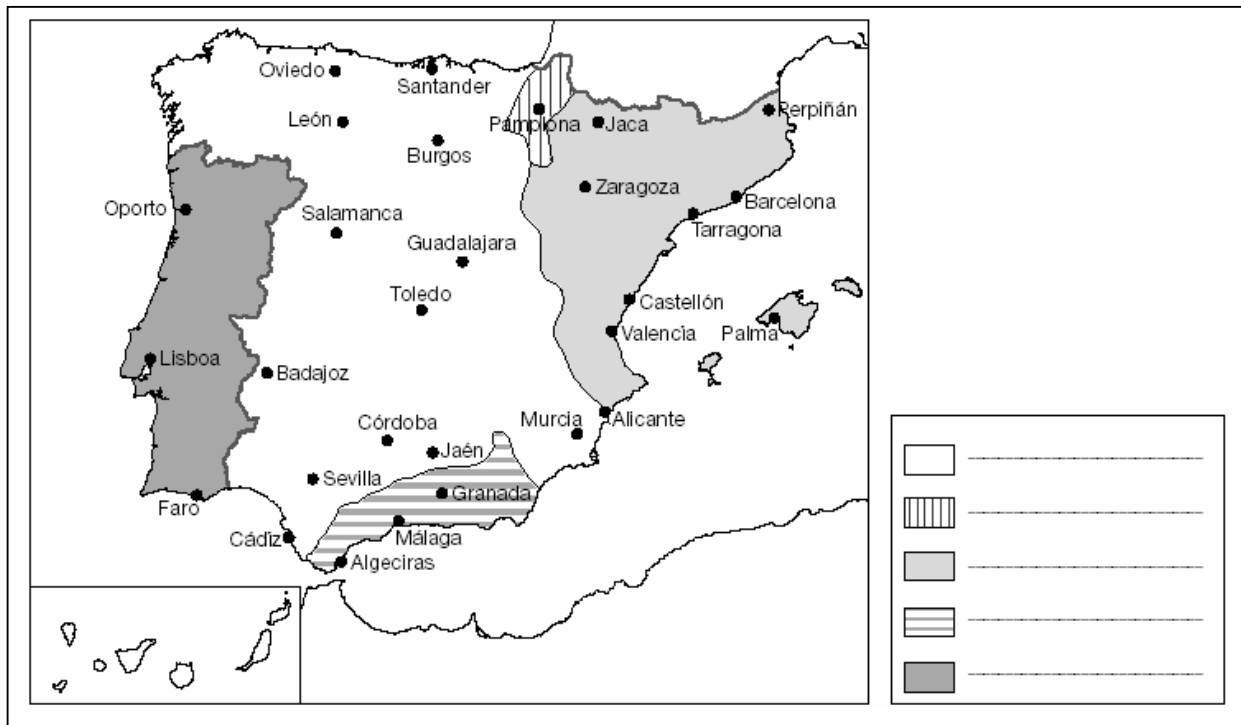 Oviedo
Santander
León
Pamplona
Jaca
Perpiñán
Burgos
Zaragoza
Barcelona
Oporto
Salamanca
Tarragona
Guadalajara
Toledo
Castellón
Valencia
Palma
Lisboa
Badajoz
Córdoba
Murcia
Alicante
Jaén
Sevilla
Granada
Faro
Cádiz
Málaga
Algeciras